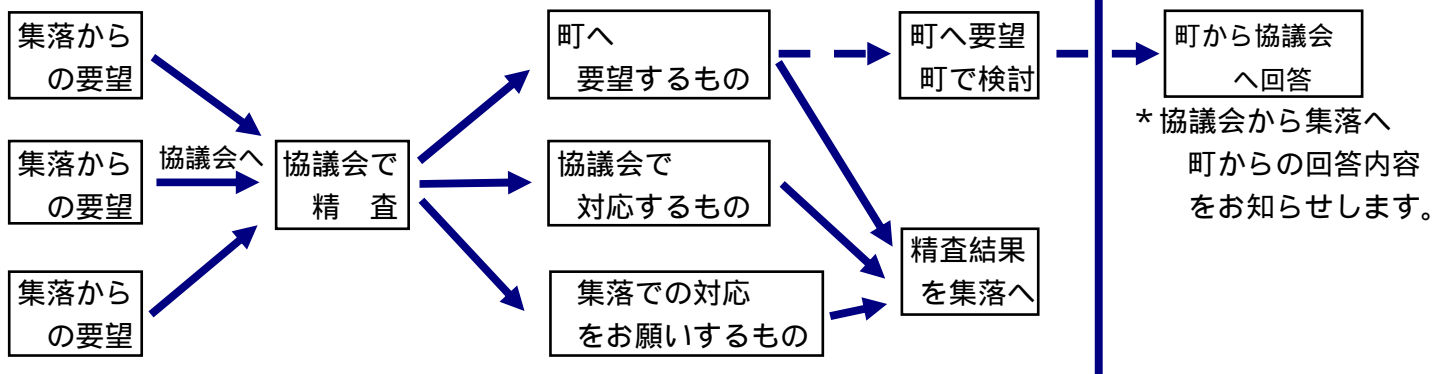 集落から
の要望
集落から
の要望
集落から
の要望
協議会へ
協議会で
精　査
町へ
要望するもの
協議会で
対応するもの
集落での対応
をお願いするもの
町へ要望
町で検討
精査結果
を集落へ
町から協議会
へ回答
*協議会から集落へ
町からの回答内容
をお知らせします。